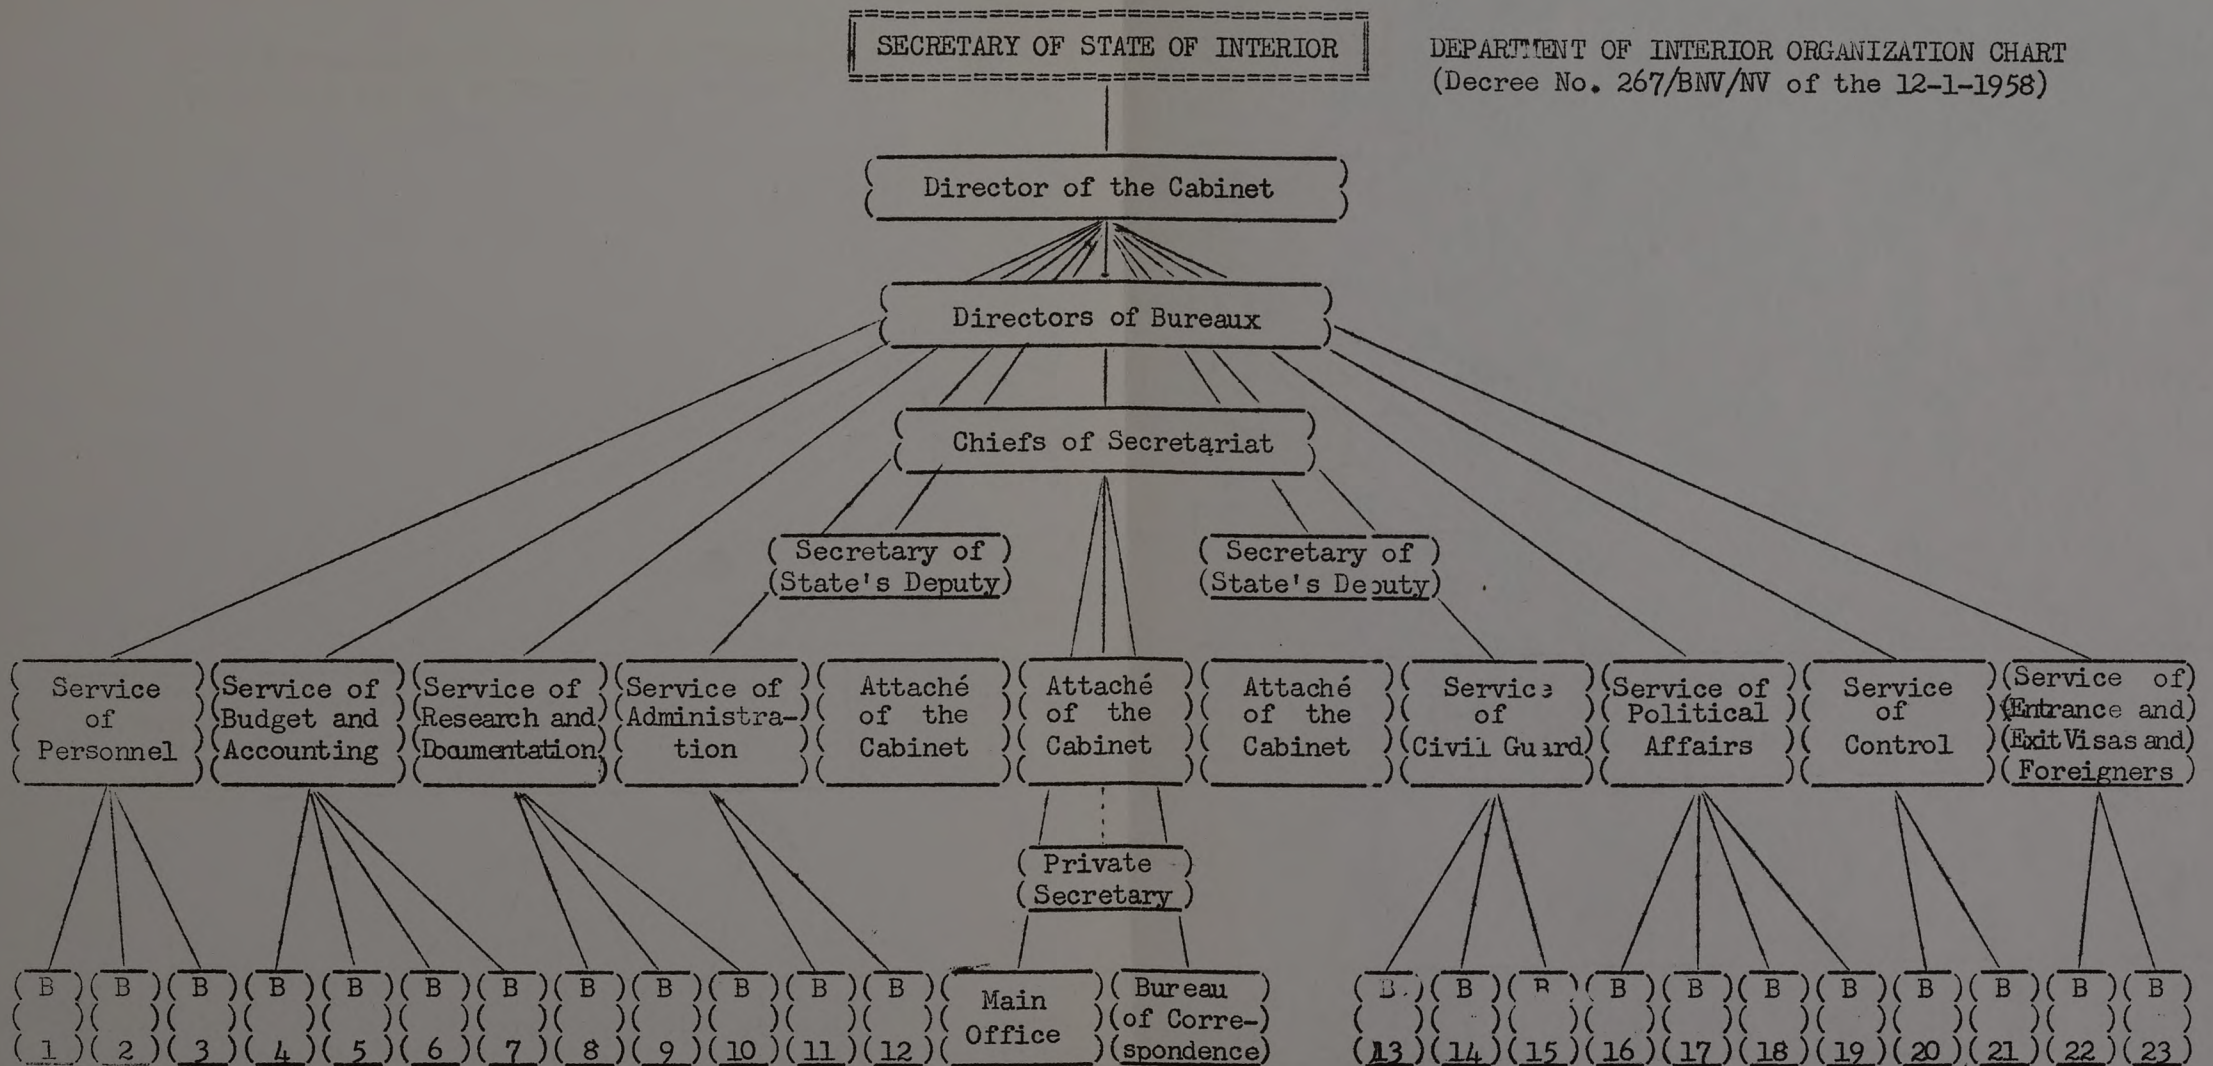 SECRETARY OF STATE OF INTERIOR
DEPARTMENT OF INTERIOR ORGANIZATION CHART
(Decree No. 267/BNV/NV of the 12-1-1958)
Director of the Cabinet
Directors of Bureaux
Chiefs of Secretariat
Secretary of
State's Deputy
Secretary of
State's Deputy
Service
of
Personnel
Service of
Budget and
Accounting
Service of
Research and
Documentation
Service of
Administra-
tion
Attaché
of the
Cabinet
Attaché
of the
Cabinet
Attaché
of the
Cabinet
Service
of
Civil Guard
Service of
Political
Affairs
Service
of
Control
Service of
Entrance and
Exit Visas and
Foreigners
Private
Secretary
B
1
B
2
B
3
B
4
B
5
B
6
B
7
B
8
B
9
B
10
B
11
B
12
Main
Office
Bureau
of Corre-
spondence
B
13
B
14
B
15
B
16
B
17
B
18
B
19
B
20
B
21
B
22
B
23